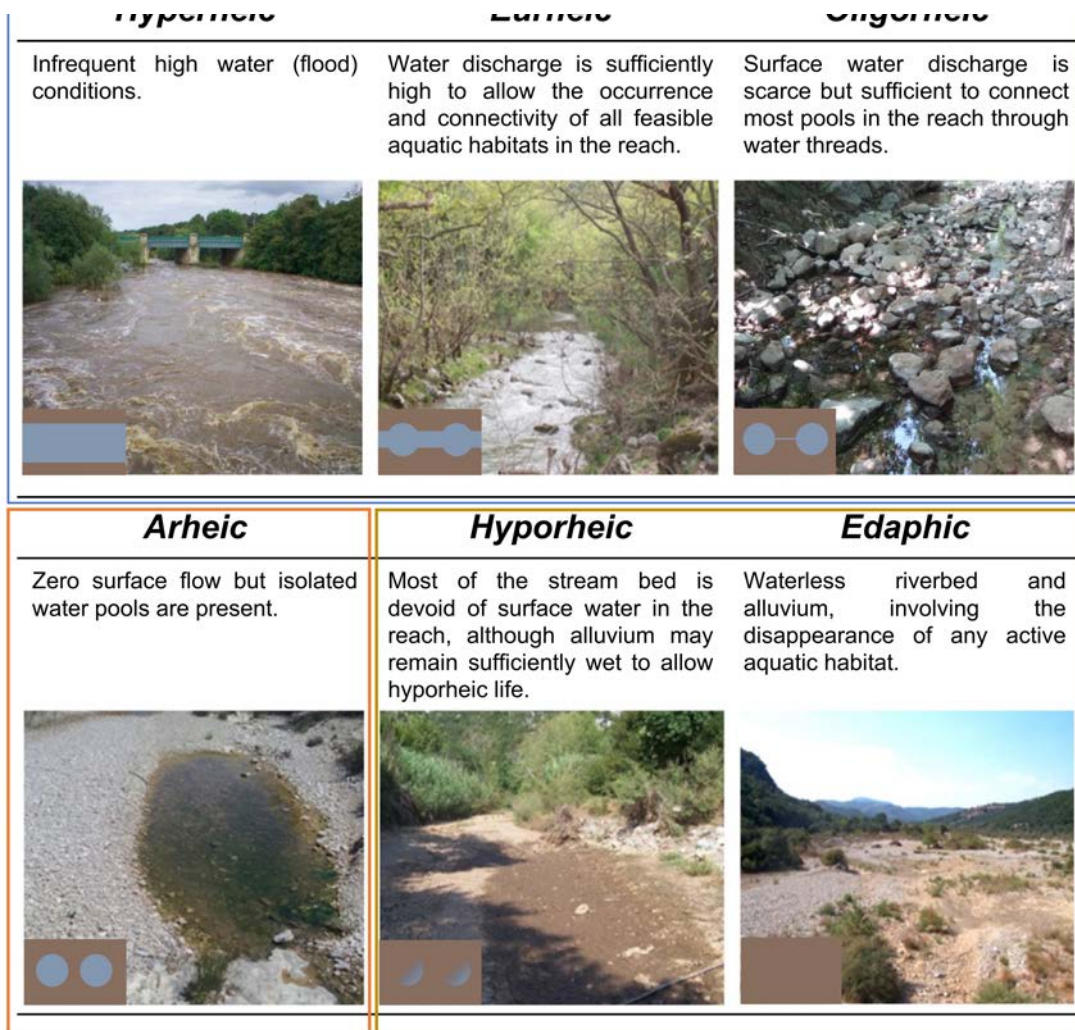 Hyperheic
Eurheic
Oligorheic
Infrequent high water (flood)
conditions.
Water discharge is sufficiently
high to allow the occurrence
and connectivity of all feasible
aquatic habitats in the reach.
Surface water discharge is
scarce but sufficient to connect
most pools in the reach through
water threads.
Arheic
Hyporheic
Edaphic
Zero surface flow but isolated
water pools are present.
Most of the stream bed is
devoid of surface water in the
reach, although alluvium may
remain sufficiently wet to allow
hyporheic life.
Waterless riverbed and
alluvium, involving the
disappearance of any active
aquatic habitat.